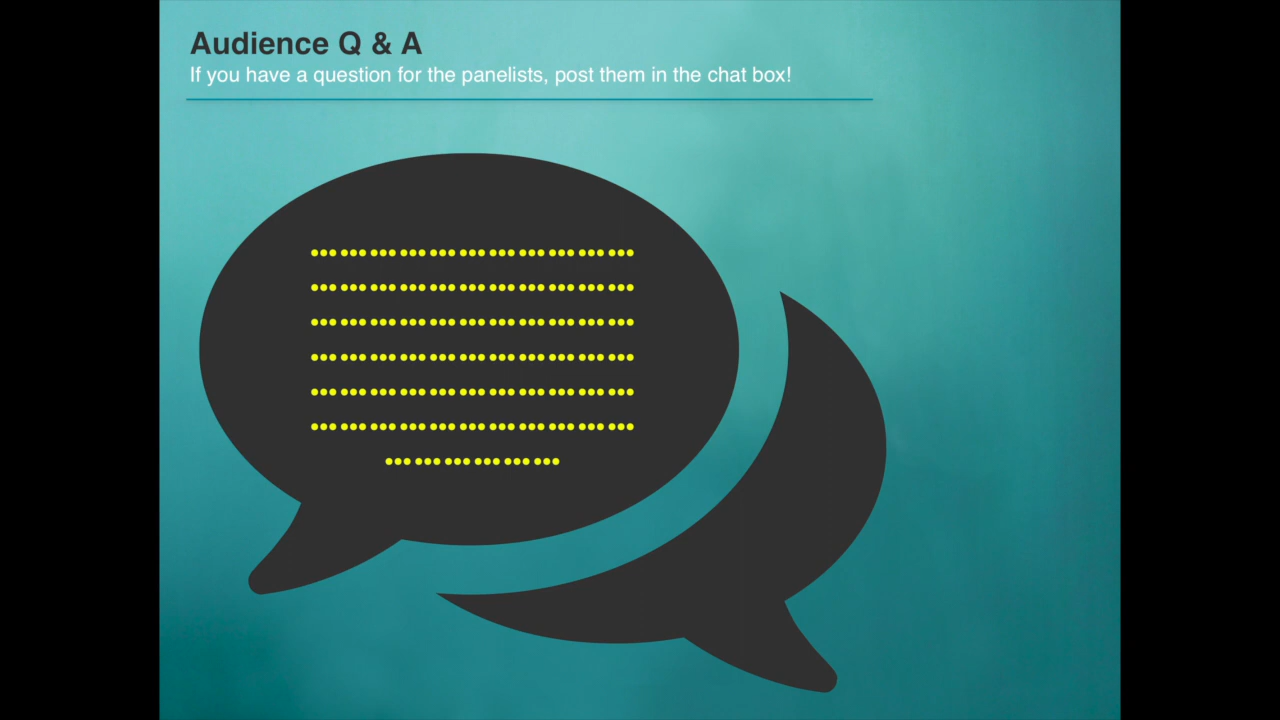 Audience Q & A
If you have a question for the panelists, post them in the chat box!